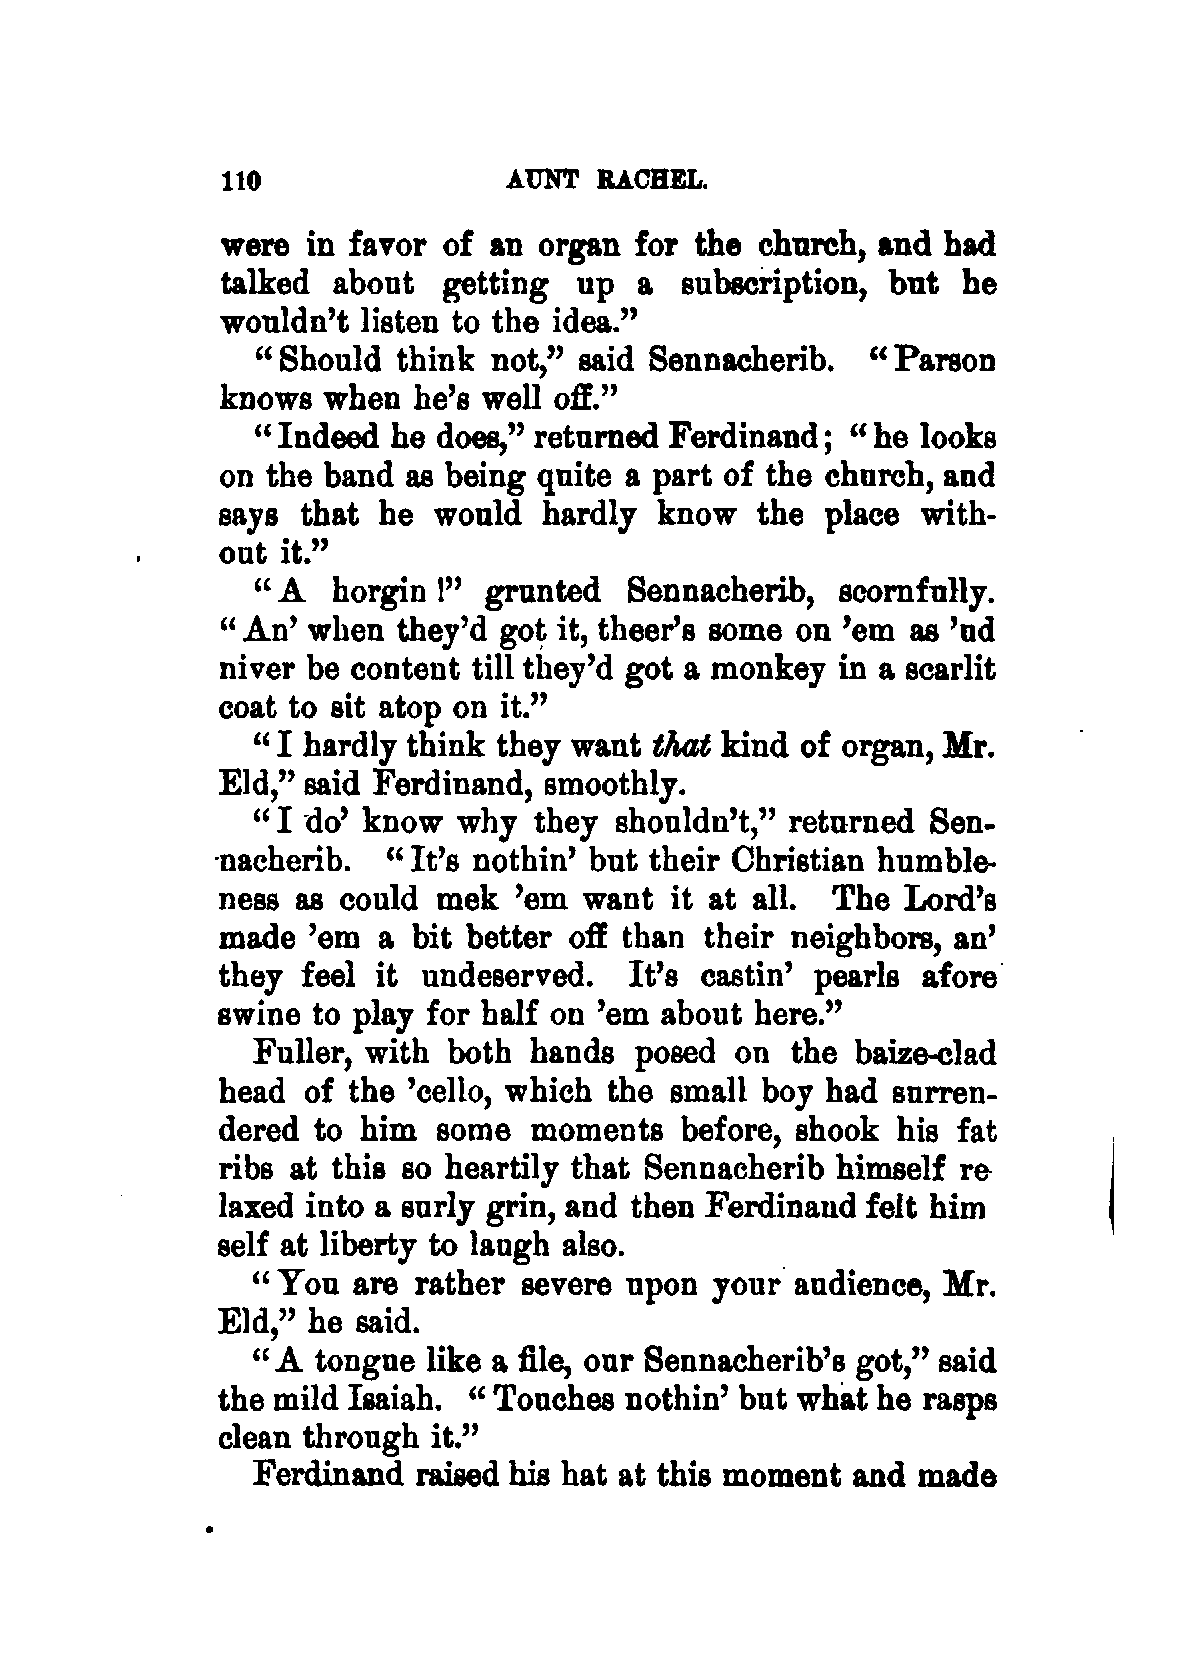 110 AUNT RACHEL.
were in favor of an organ for the church, and had
talked about getting up a subscription, but he
wouldn’t listen to the idea.”
“Should think not,” said Sennacherib. “Parson
knows when he’s well off.”
“Indeed he does,” returned Ferdinand; “he looks
on the band as being quite a part of the church, and
says that he would hardly know the place with-
out it.”
“A horgin!” grunted Sennacherib, scornfully.
“An’ when they’d got it, theer’s some on ’em as ’ud
niver be content till they’d got a monkey in a scarlit
coat to sit atop on it.”
“I hardly think they want that kind of organ, Mr.
Eld,” said Ferdinand, smoothly.
“I do’ know why they shouldn’t,” returned Sen-
nacherib. “It’s nothin’ but their Christian humble-
ness as could mek ’em want it at all. The Lord’s
made ’em a bit better off than their neighbors, an’
they feel it undeserved. It’s castin’ pearls afore
swine to play for half on ’em about here.”
Fuller, with both hands posed on the baize-clad
head of the ’cello, which the small boy had surren-
dered to him some moments before, shook his fat
ribs at this so heartily that Sennacherib himself re-
laxed into a surly grin, and then Ferdinand felt him
self at liberty to laugh also.
“You are rather severe upon your audience, Mr.
Eld,” he said.
“A tongue like a file, our Sennacherib’s got,” said
the mild Isaiah. “Touches nothin’ but what he rasps
clean through it.”
Ferdinand raised his hat at this moment and made